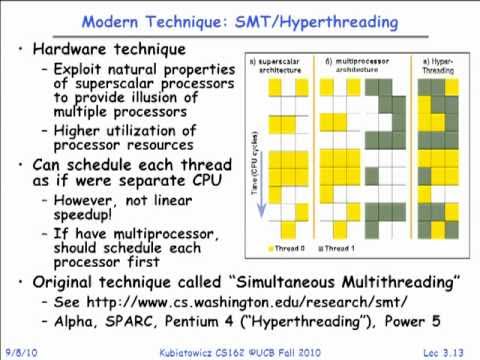 Modern Technique: SMT/Hyperthreading
• Hardware technique
– Exploit natural properties
of superscalar processors
to provide illusion of
multiple processors
– Higher utilization of
processor resources
• Can schedule each thread
as if were separate CPU
– However, not linear
speedup!
– If have multiprocessor,
should schedule each
processor first
a) superscalar
architecture
б) multiprocessor
architecture
в) Hyper-
Threading
Time (CPU cycles)
Thread 0
Thread 1
• Original technique called “Simultaneous Multithreading”
– See http://www.cs.washington.edu/research/smt/
– Alpha, SPARC, Pentium 4 (“Hyperthreading”), Power 5
9/8/10
Kubiatowicz CS162 ©UCB Fall 2010
Lec 3.13